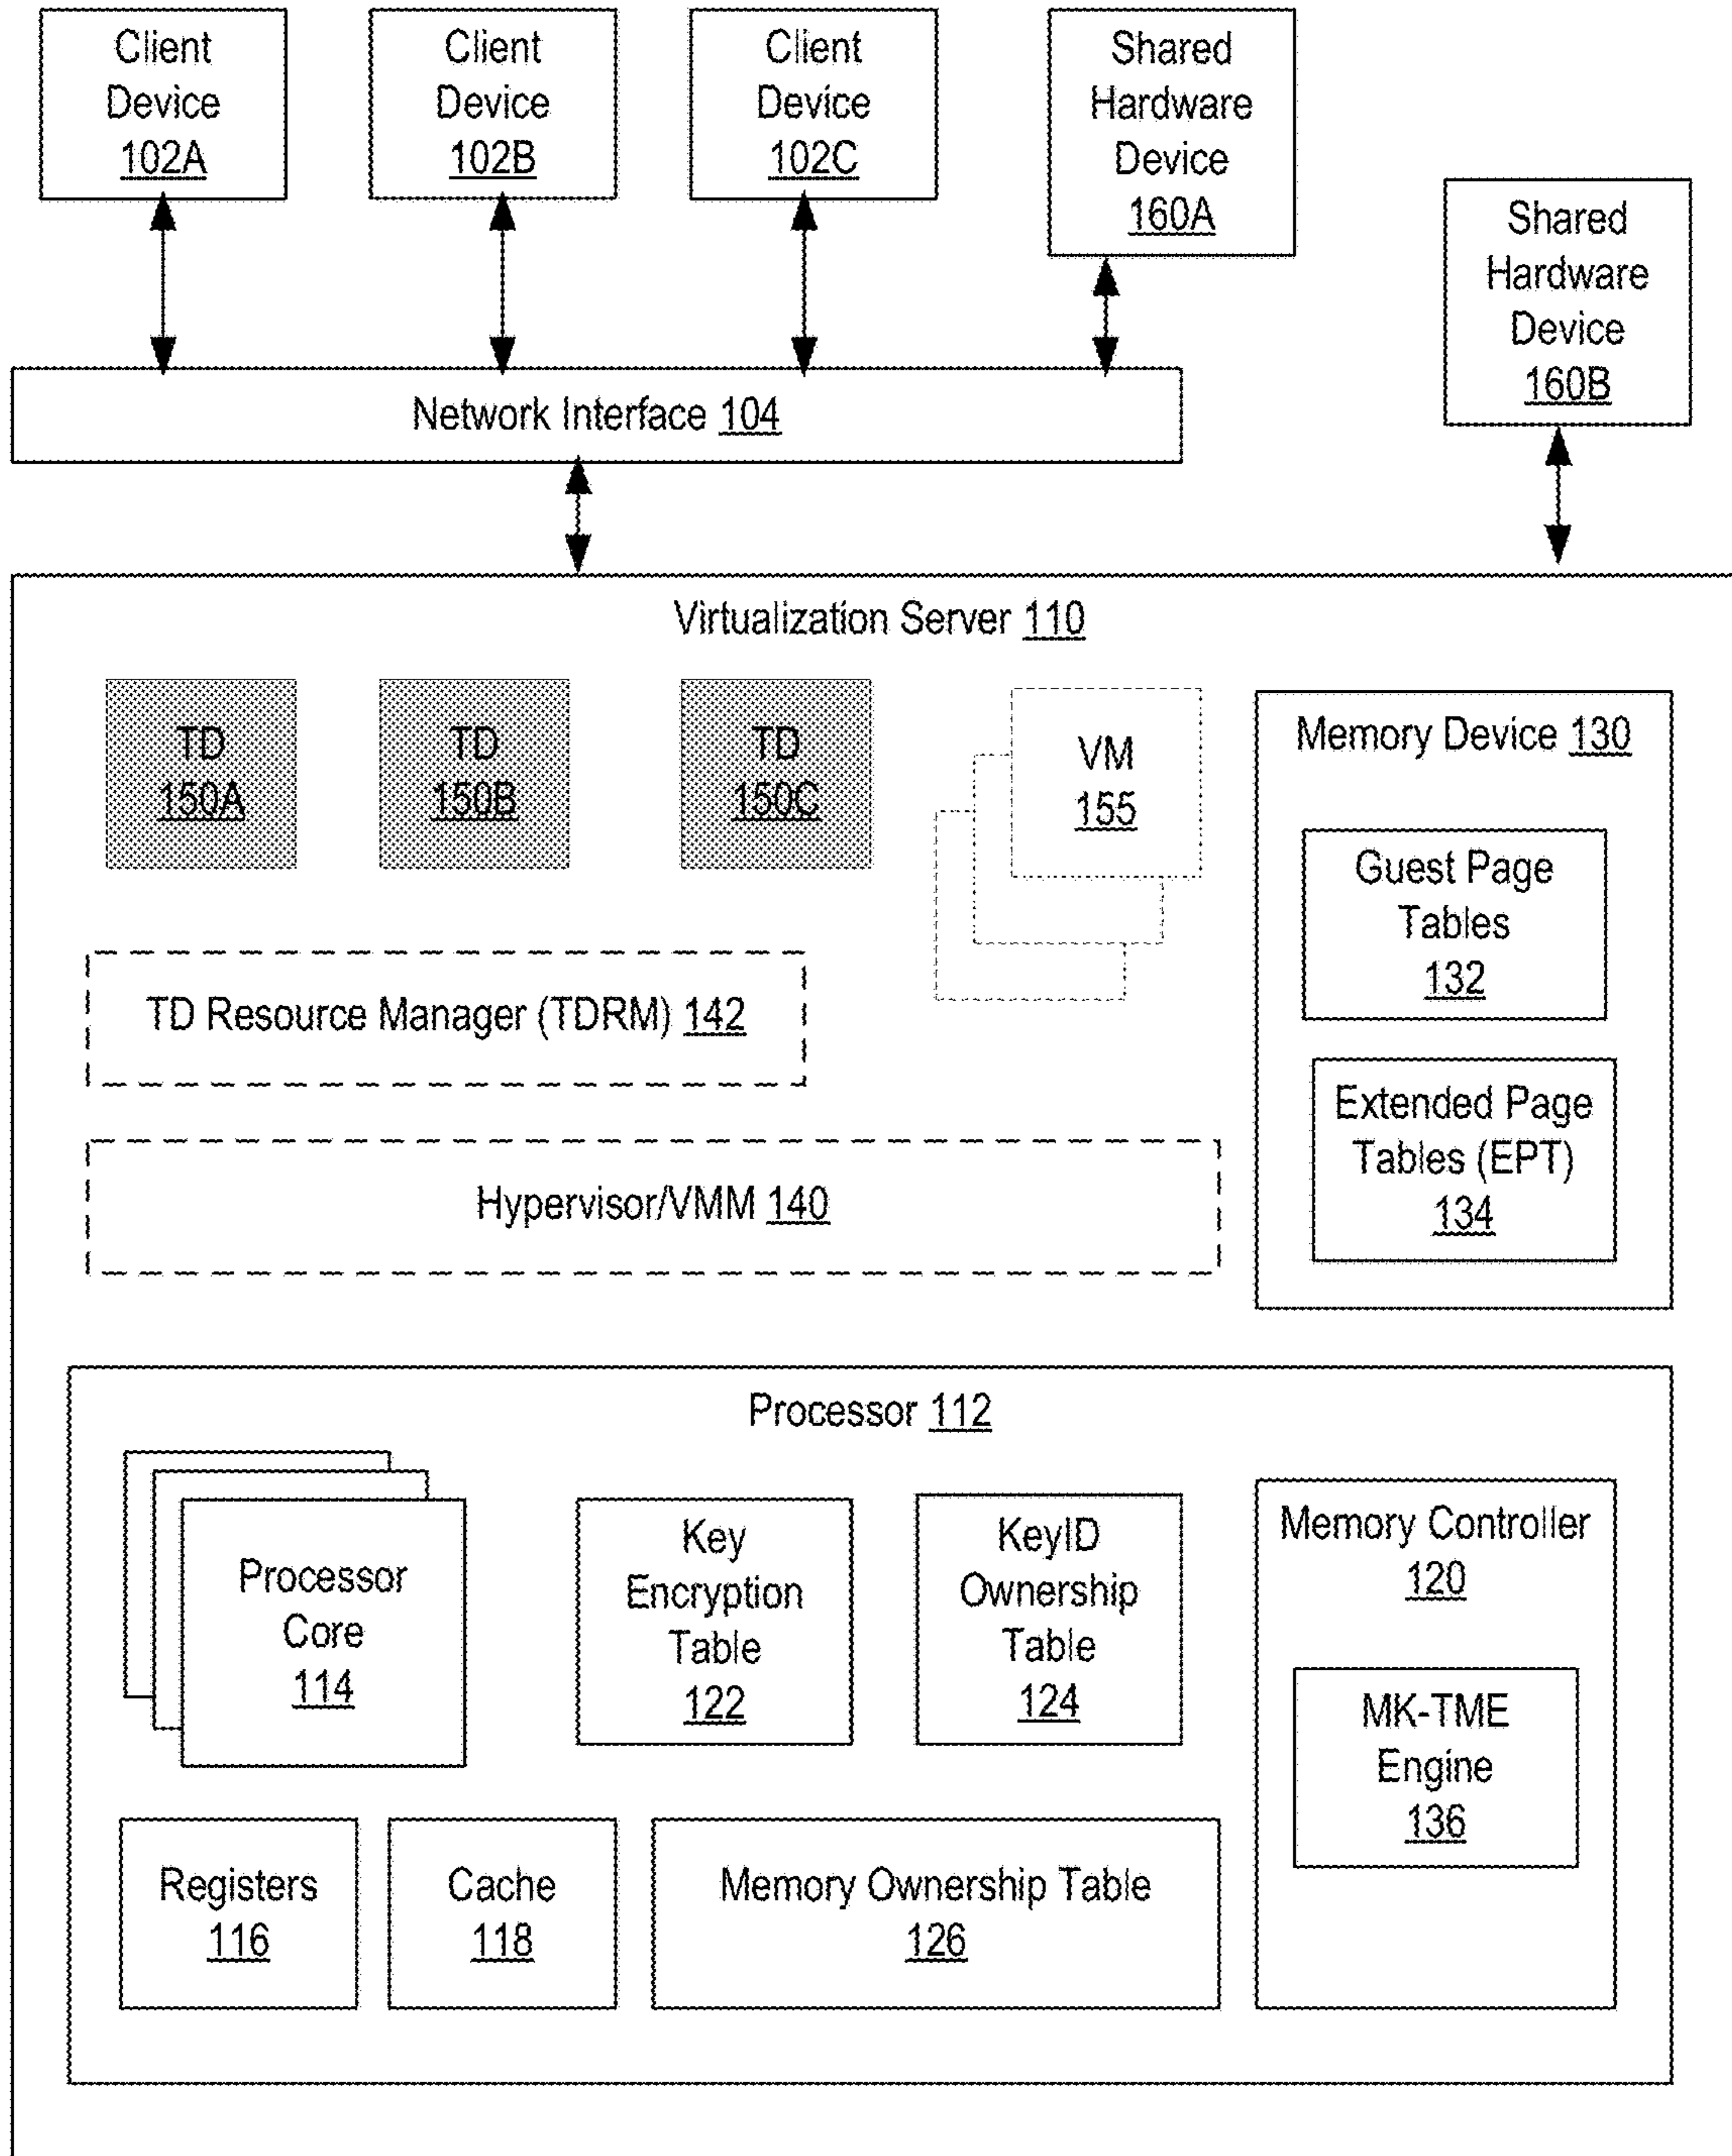 Client
Device
102A
Client
Device
102B
Client
Device
102C
Shared
Hardware
Device
160A
Shared
Hardware
Device
160B
Network Interface 104
Virtualization Server 110
TD
150A
TD
150B
TD
150C
VM
155
Memory Device 130
Guest Page
Tables
132
Extended Page
Tables (EPT)
134
TD Resource Manager (TDRM) 142
Hypervisor/VMM 140
Processor 112
Processor
Core
114
Key
Encryption
Table
122
KeyID
Ownership
Table
124
Memory Controller
120
MK-TME
Engine
136
Registers
116
Cache
118
Memory Ownership Table
126